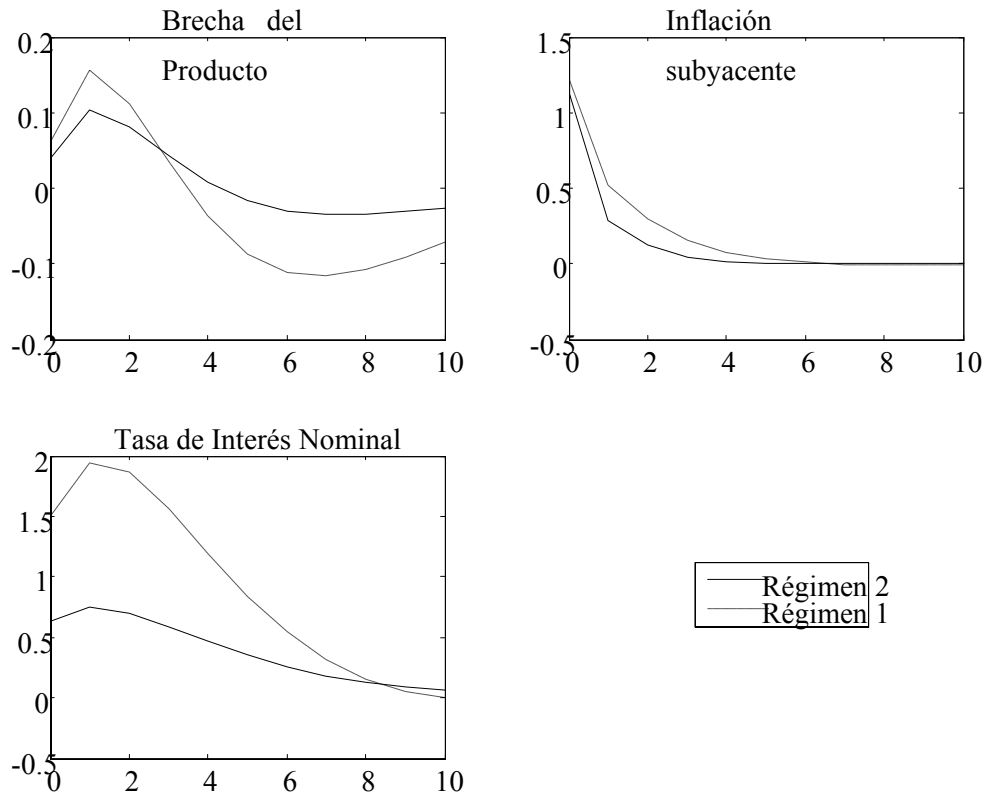 Brecha del
Producto
0.2
0.1
0
-0.1
-0.2
0 2 4 6 8 10
Inflación
subyacente
1.5
1
0.5
0
-0.5
0 2 4 6 8 10
Tasa de Interés Nominal
2
1.5
1
0.5
0
-0.5
0 2 4 6 8 10
Régimen 2
Régimen 1